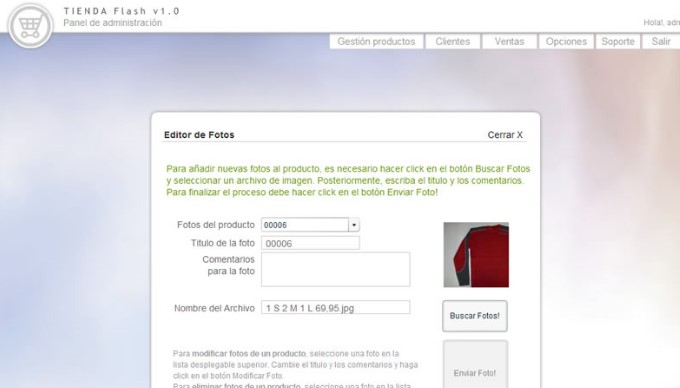 TIENDA Flash v1.0
Panel de administración
Hola!, adm
Gestión productos Clientes Ventas Opciones Soporte Salir
Editor de Fotos Cerrar X
Para añadir nuevas fotos al producto, es necesario hacer click en el botón Buscar Fotos
y seleccionar un archivo de imagen. Posteriormente, escriba el titulo y los comentarios.
Para finalizar el proceso debe hacer click en el botón Enviar Foto!
Fotos del producto 00006
Titulo de la foto 00006
Comentarios
para la foto
Nombre del Archivo 1 S 2 M 1 L 69,95.jpg
Buscar Fotos!
Para modificar fotos de un producto, seleccione una foto en la
lista desplegable superior. Cambie el titulo y los comentarios y haga
click en el botón Modificar Foto.
Para eliminar fotos de un producto, seleccione una foto en la lista
Enviar Foto!